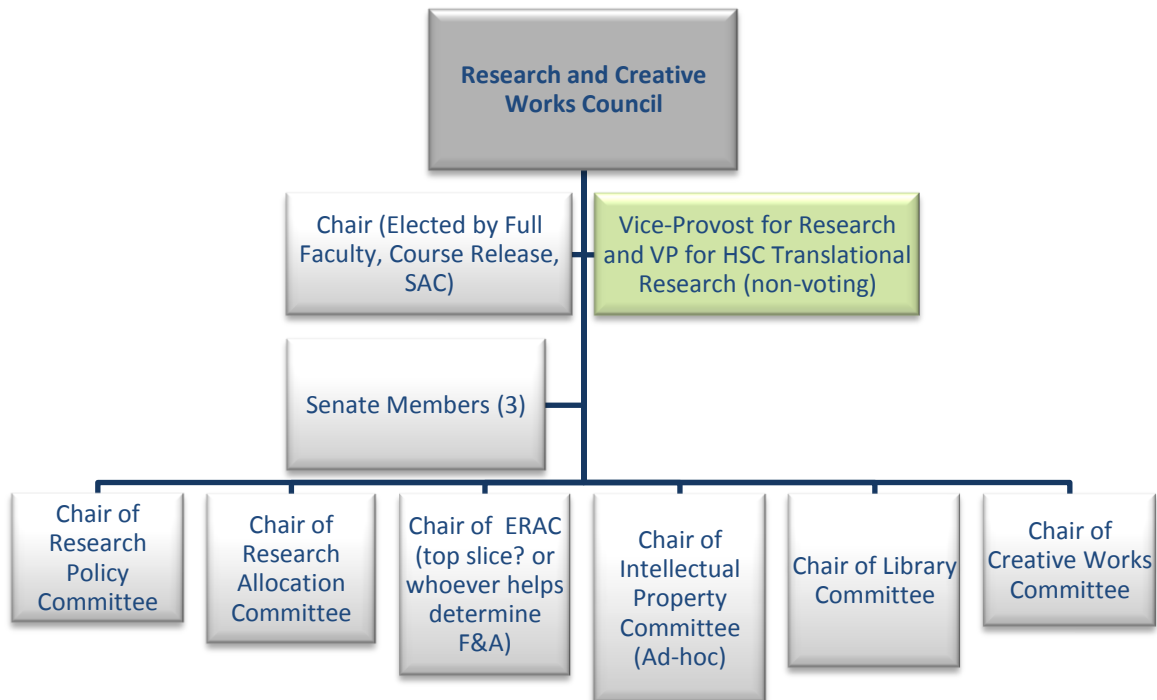 Research and Creative
Works Council
Chair (Elected by Full
Faculty, Course Release,
SAC)
Vice-Provost for Research
and VP for HSC Translational
Research (non-voting)
Senate Members (3)
Chair of
Research
Policy
Committee
Chair of
Research
Allocation
Committee
Chair of  ERAC
(top slice? or
whoever helps
determine
F&A)
Chair of
Intellectual
Property
Committee
(Ad-hoc)
Chair of Library
Committee
Chair of
Creative Works
Committee